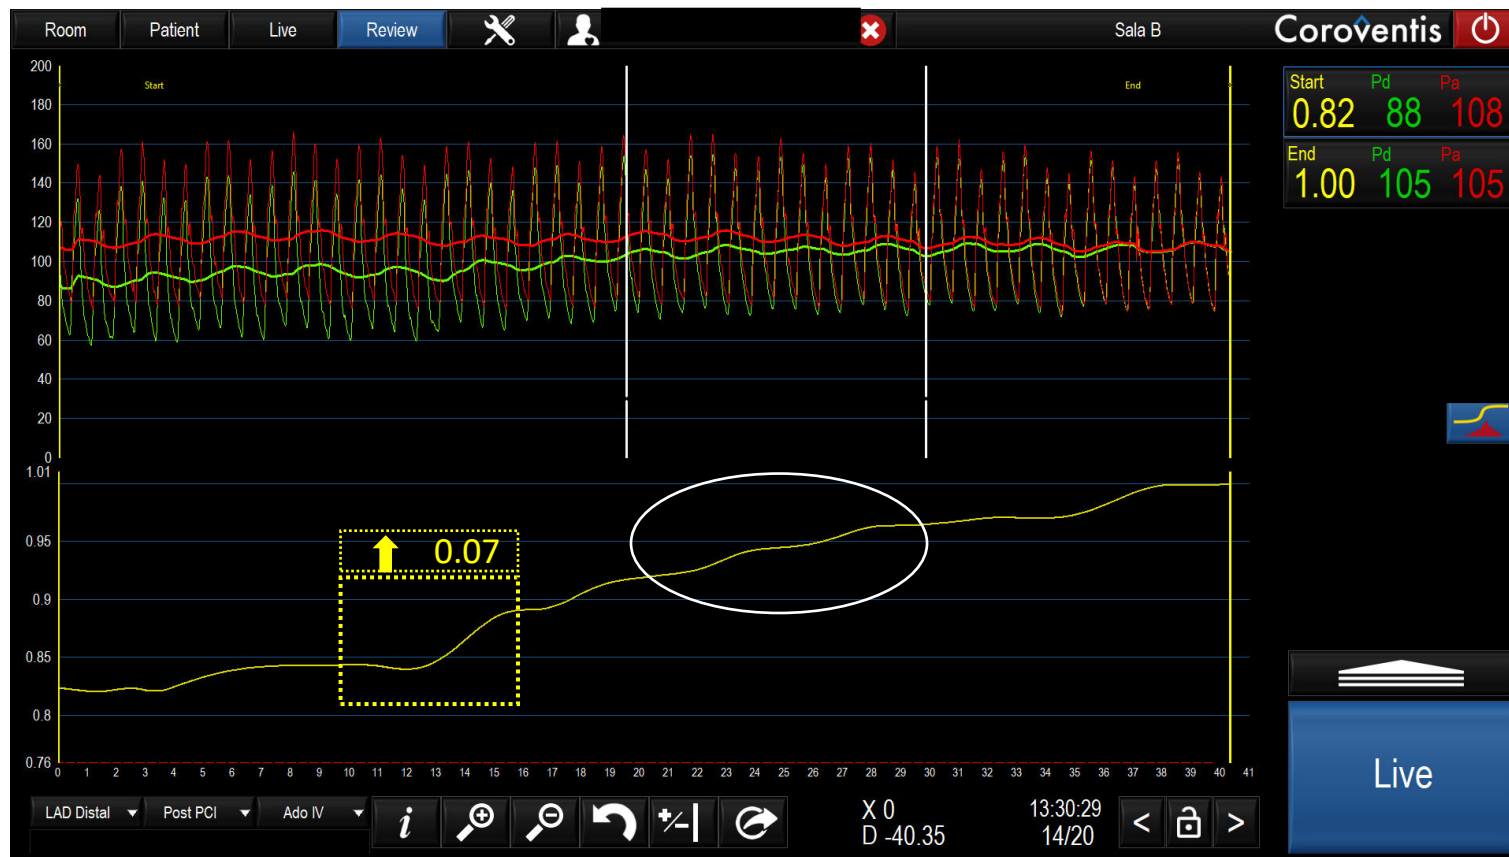 Room Patient Live Review Sala B Coroventis
200
180
160
140
120
100
80
60
40
20
0
Start End
Start Pd Pa
0.82 88 108
End Pd Pa
1.00 105 105
1.01
0.95
0.9
0.85
0.8
0.76
0.07
0 1 2 3 4 5 6 7 8 9 10 11 12 13 14 15 16 17 18 19 20 21 22 23 24 25 26 27 28 29 30 31 32 33 34 35 36 37 38 39 40 41
Live
LAD Distal Post PCI Ado IV i +/- X 0 13:30:29 < >
D -40.35 14/20